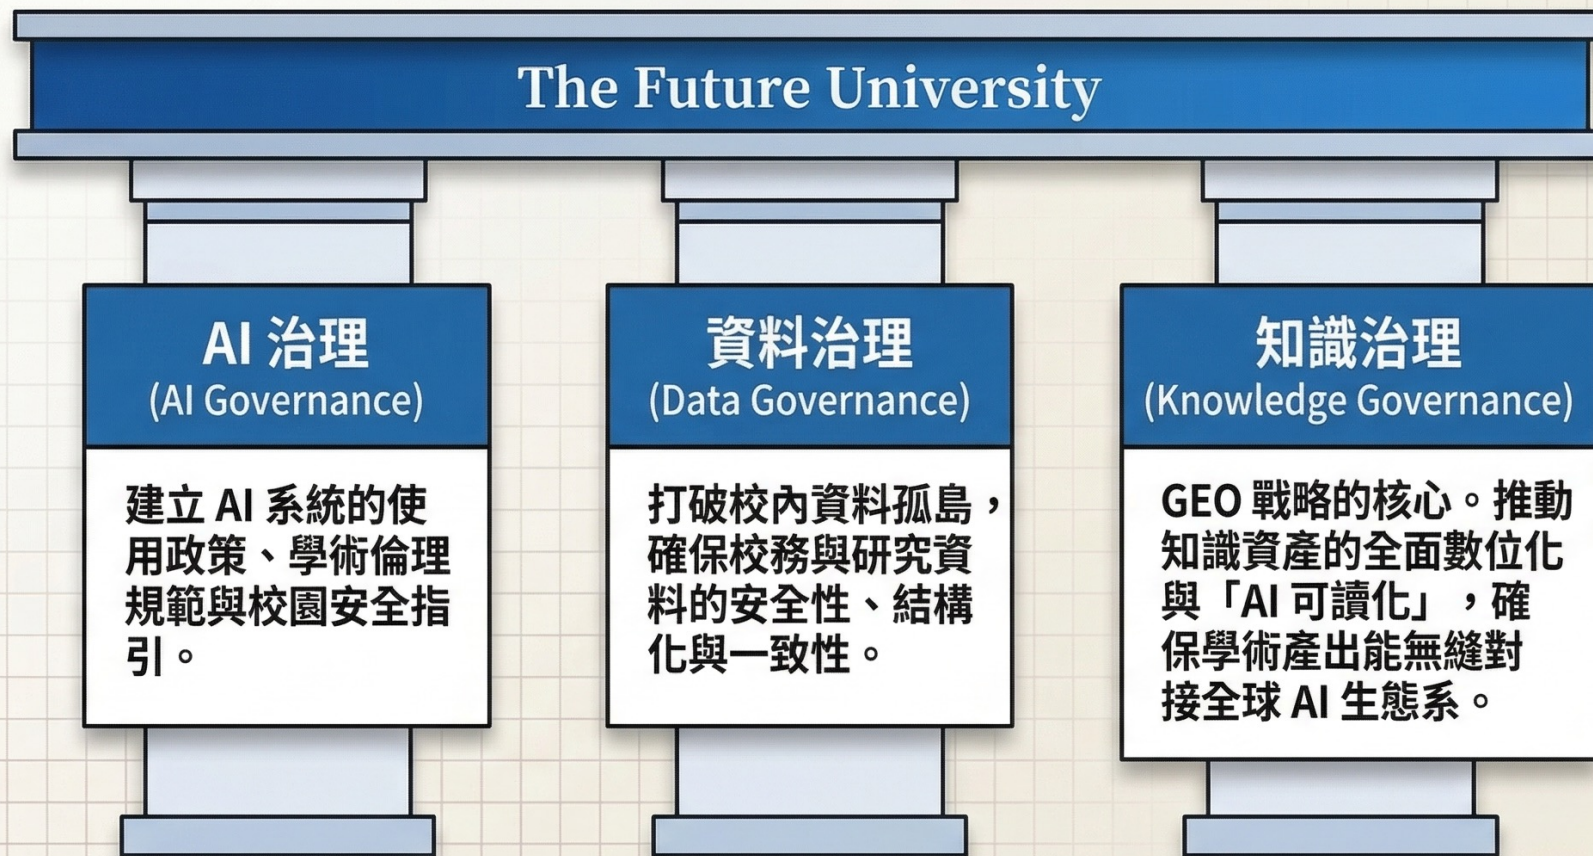 The Future University
AI 治理
(AI Governance)
建立 AI 系統的使
用政策、學術倫理
規範與校園安全指
引。
資料治理
(Data Governance)
打破校內資料孤島，
確保校務與研究資
料的安全性、結構
化與一致性。
知識治理
(Knowledge Governance)
GEO 戰略的核心。推動
知識資產的全面數位化
與「AI 可讀化」，確
保學術產出能無縫對
接全球 AI 生態系。